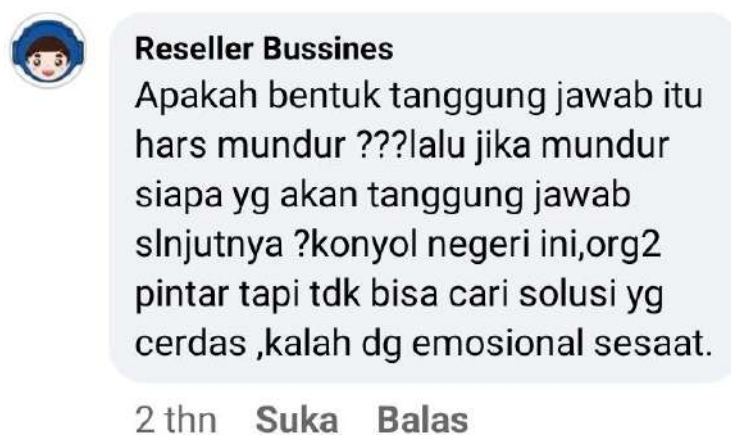 Reseller Bussines
Apakah bentuk tanggung jawab itu
hars mundur ???lalu jika mundur
siapa yg akan tanggung jawab
slnjutnya ?konyol negeri ini,org2
pintar tapi tdk bisa cari solusi yg
cerdas ,kalah dg emosional sesaat.
2 thn Suka Balas